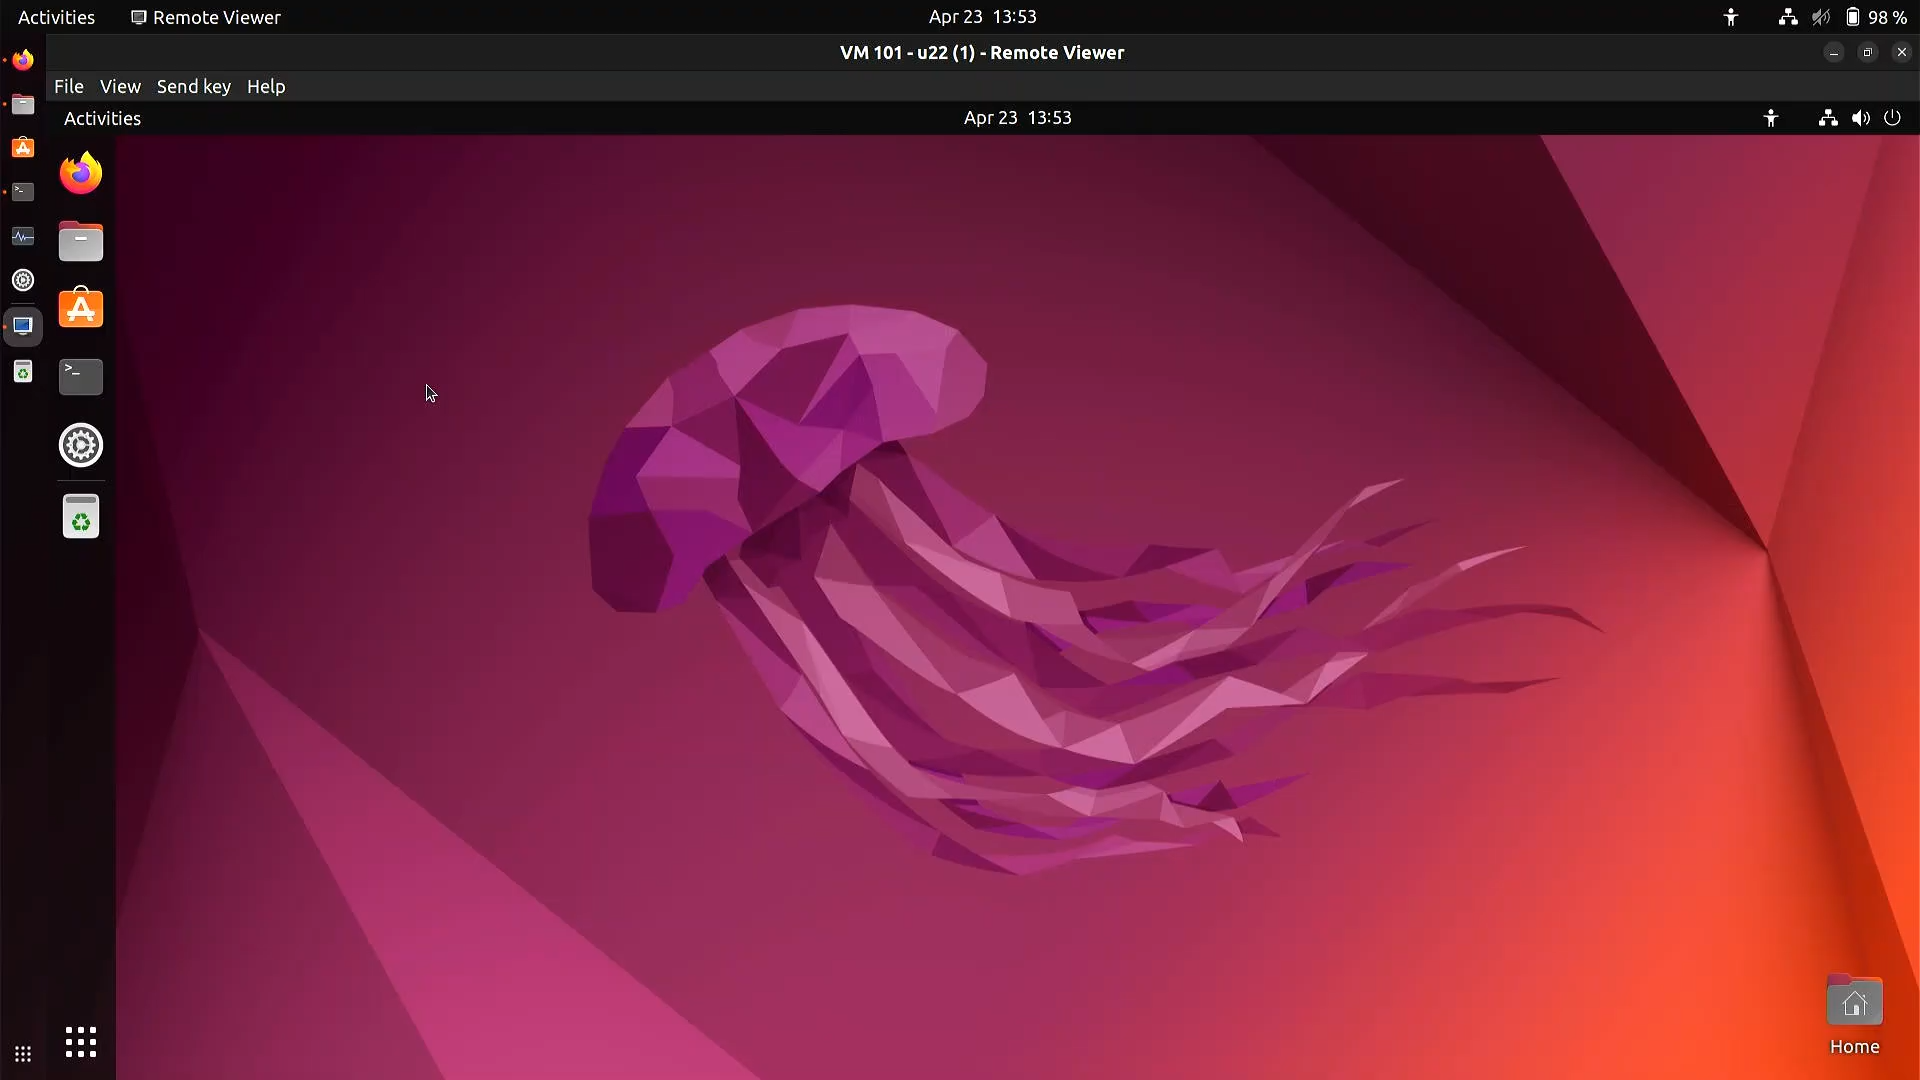 Activities Remote Viewer Apr 23 13:53 98 %
VM 101 - u22 (1) - Remote Viewer
File View Send key Help
Activities Apr 23 13:53
>_
>_
Home